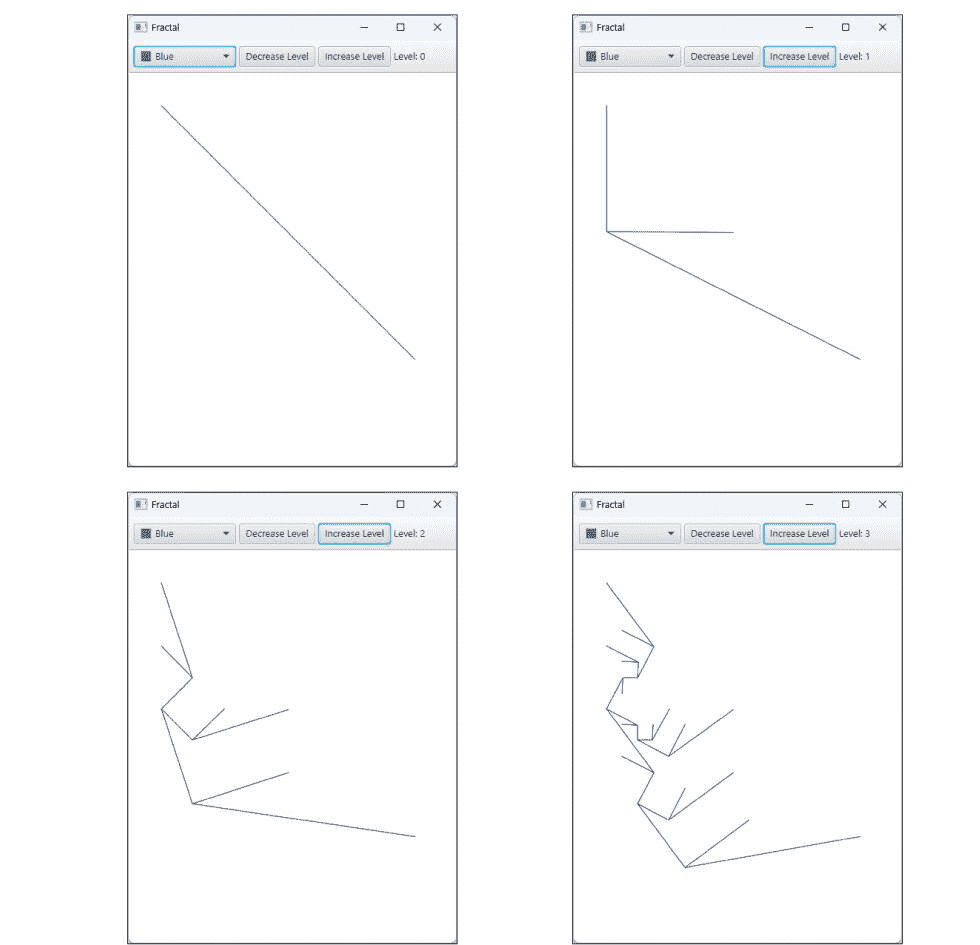 Fractal
Blue Decrease Level Increase Level Level: 0
Fractal
Blue Decrease Level Increase Level Level: 1
Fractal
Blue Decrease Level Increase Level Level: 2
Fractal
Blue Decrease Level Increase Level Level: 3